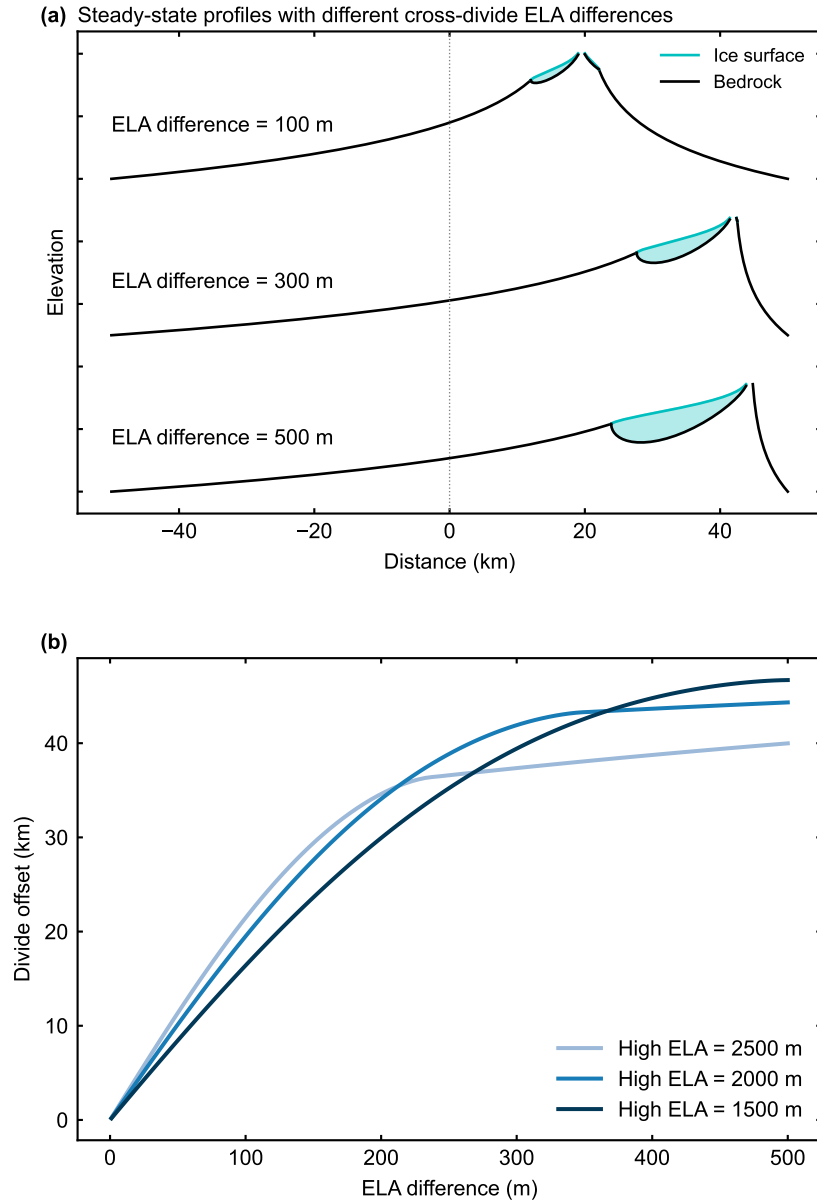 (a) Steady-state profiles with different cross-divide ELA differences
Ice surface
Bedrock
ELA difference = 100 m
ELA difference = 300 m
ELA difference = 500 m
Elevation
−40 −20 0 20 40
Distance (km)
(b)
40
30
20
10
0
Divide offset (km)
High ELA = 2500 m
High ELA = 2000 m
High ELA = 1500 m
0 100 200 300 400 500
ELA difference (m)